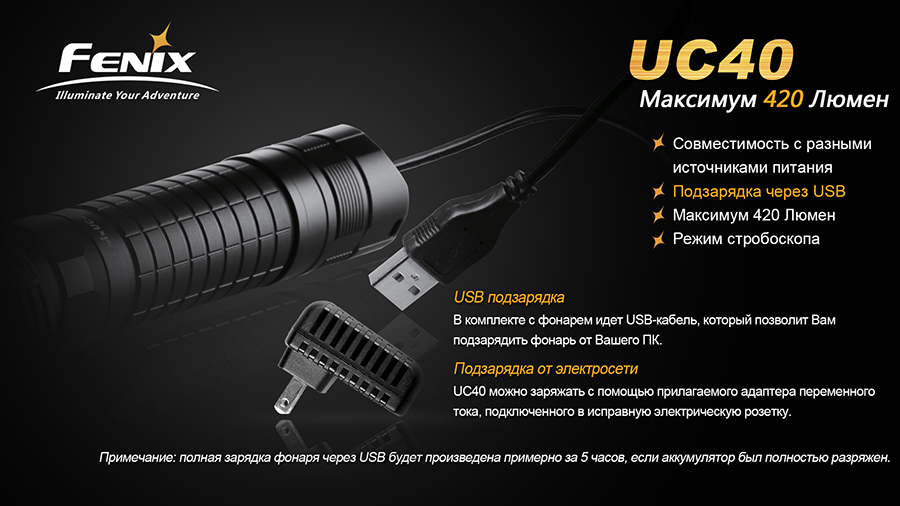 FENIX
Illuminate Your Adventure
UC40
Максимум 420 Люмен
Совместимость с разными
источниками питания
Подзарядка через USB
Максимум 420 Люмен
Режим стробоскопа
USB подзарядка
В комплекте с фонарем идет USB-кабель, который позволит Вам
подзарядить фонарь от Вашего ПК.
Подзарядка от электросети
UC40 можно заряжать с помощью прилагаемого адаптера переменного
тока, подключенного в исправную электрическую розетку.
Примечание: полная зарядка фонаря через USB будет произведена примерно за 5 часов, если аккумулятор был полностью разряжен.